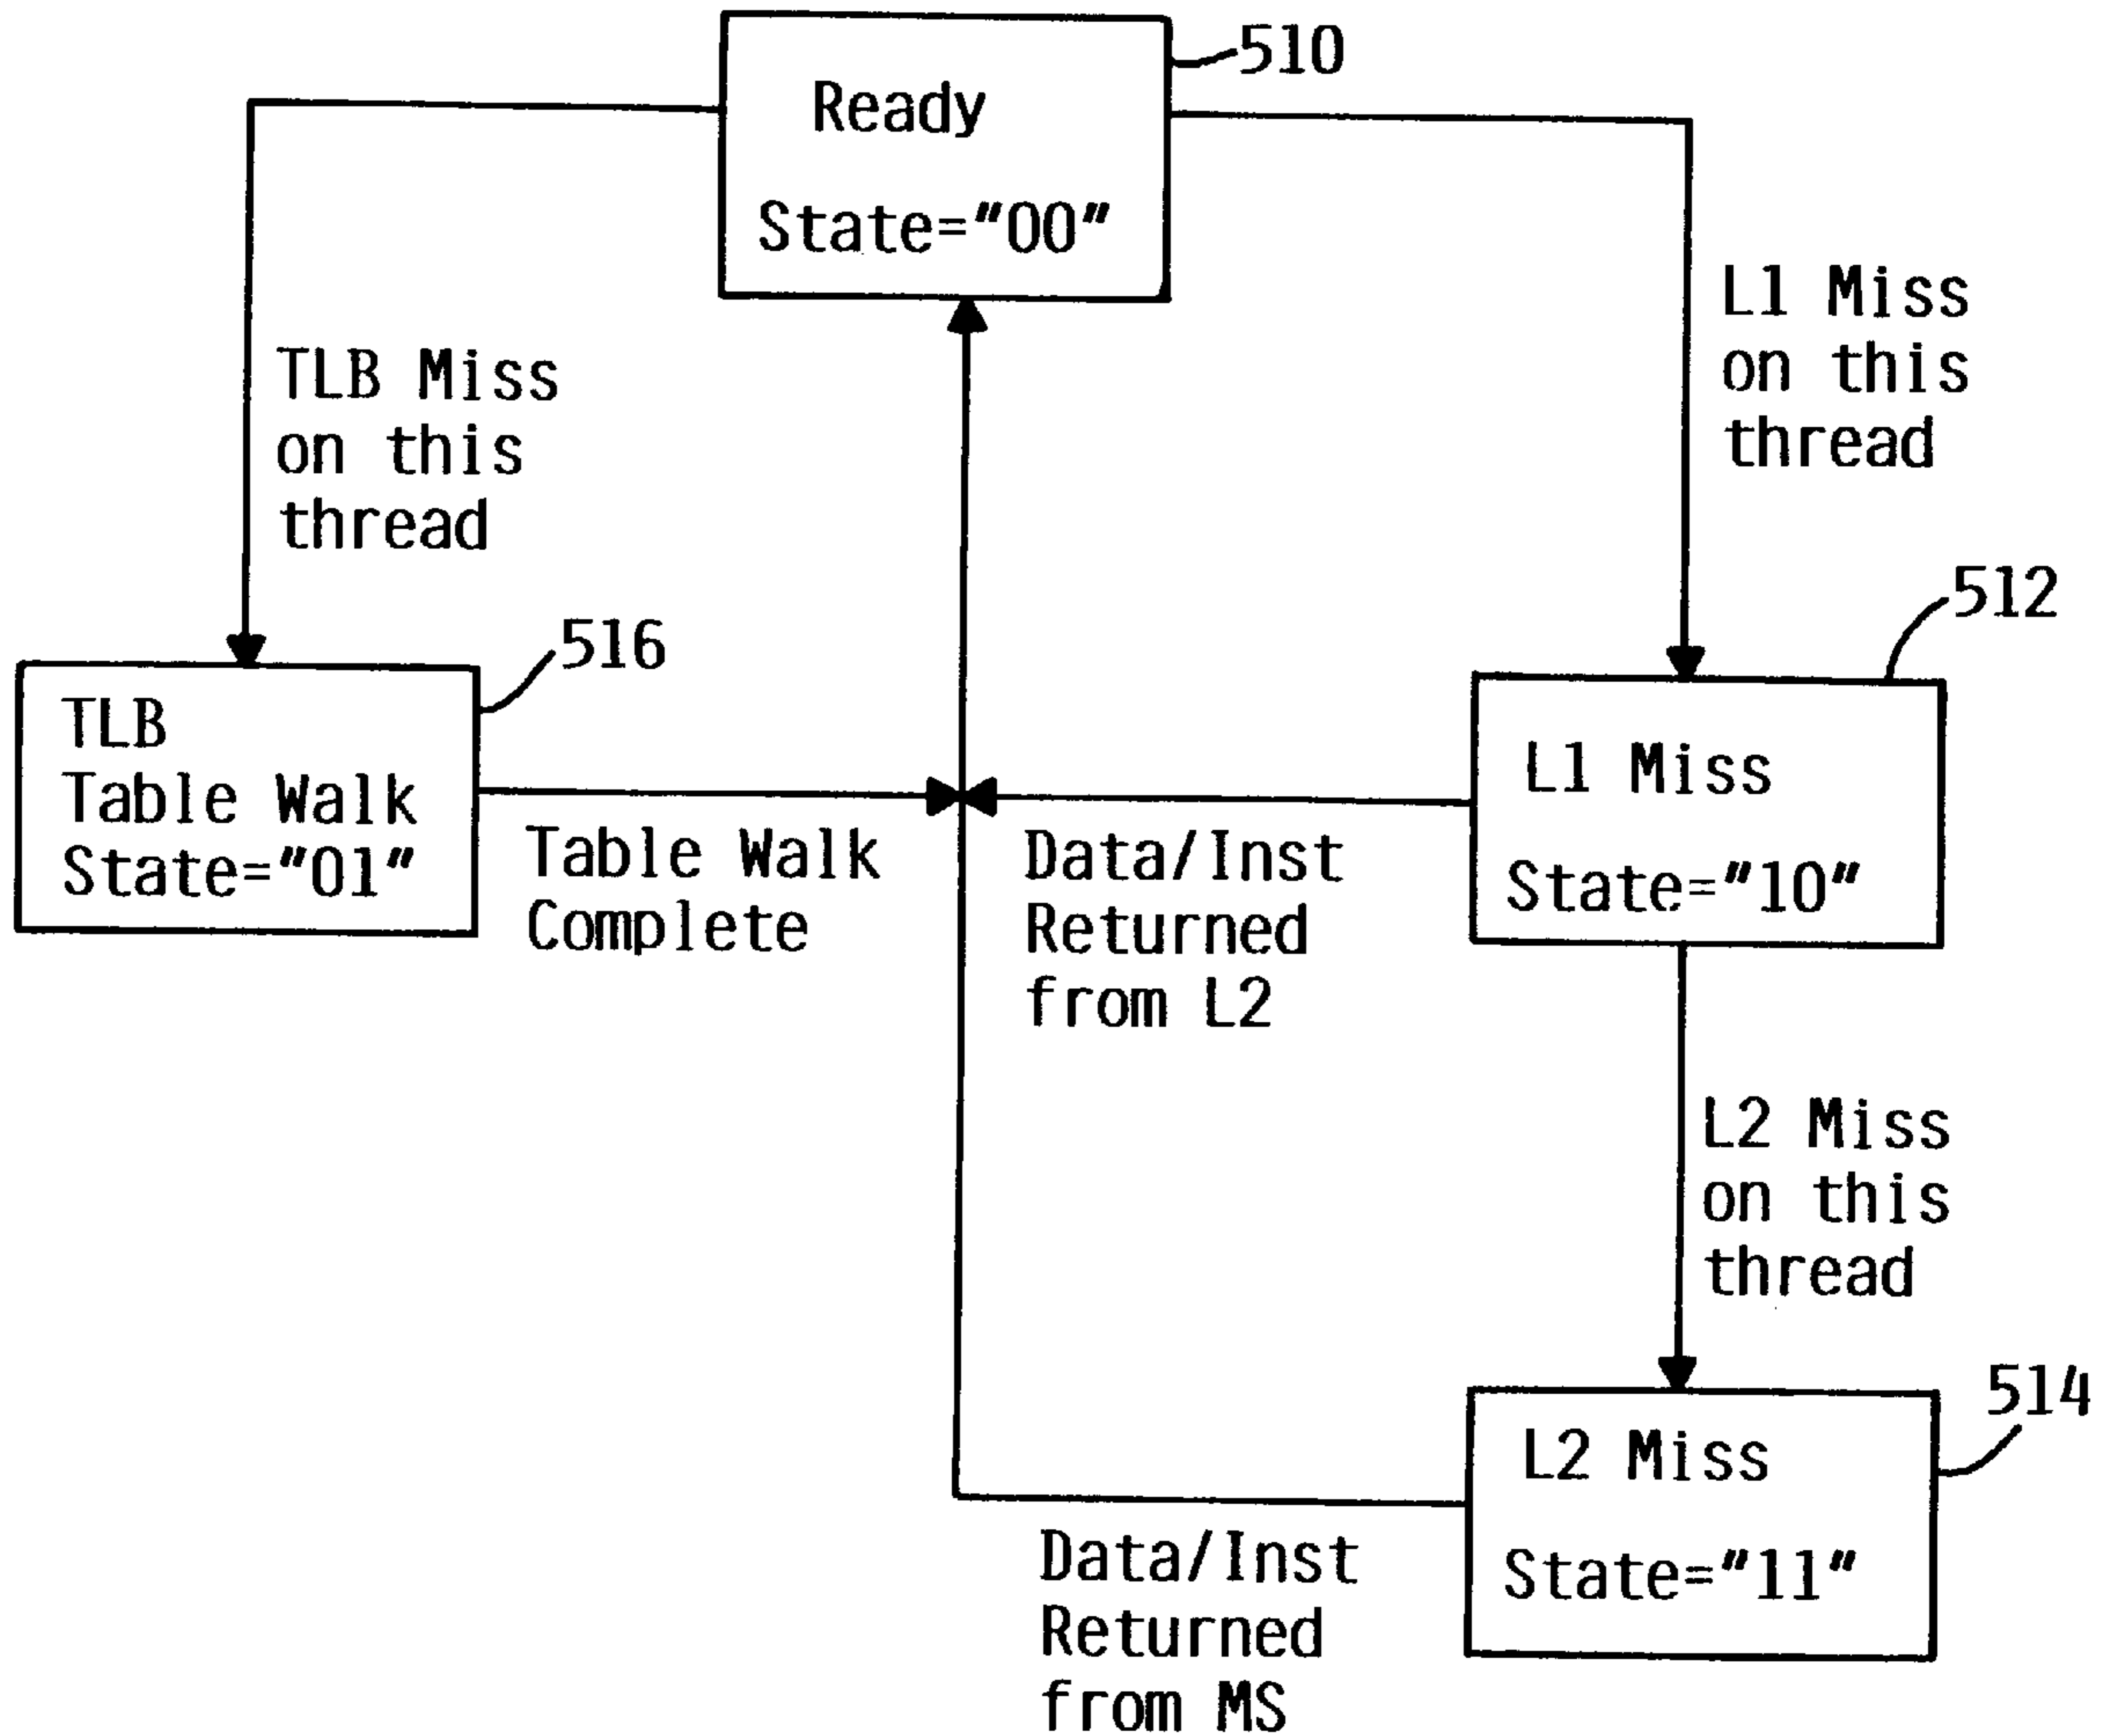 510
Ready
State="00"
L1 Miss
on this
thread
TLB Miss
on this
thread
512
516
TLB
Table Walk
State="01"
L1 Miss
State="10"
Table Walk
Complete
Data/Inst
Returned
from L2
L2 Miss
on this
thread
514
L2 Miss
State="11"
Data/Inst
Returned
from MS